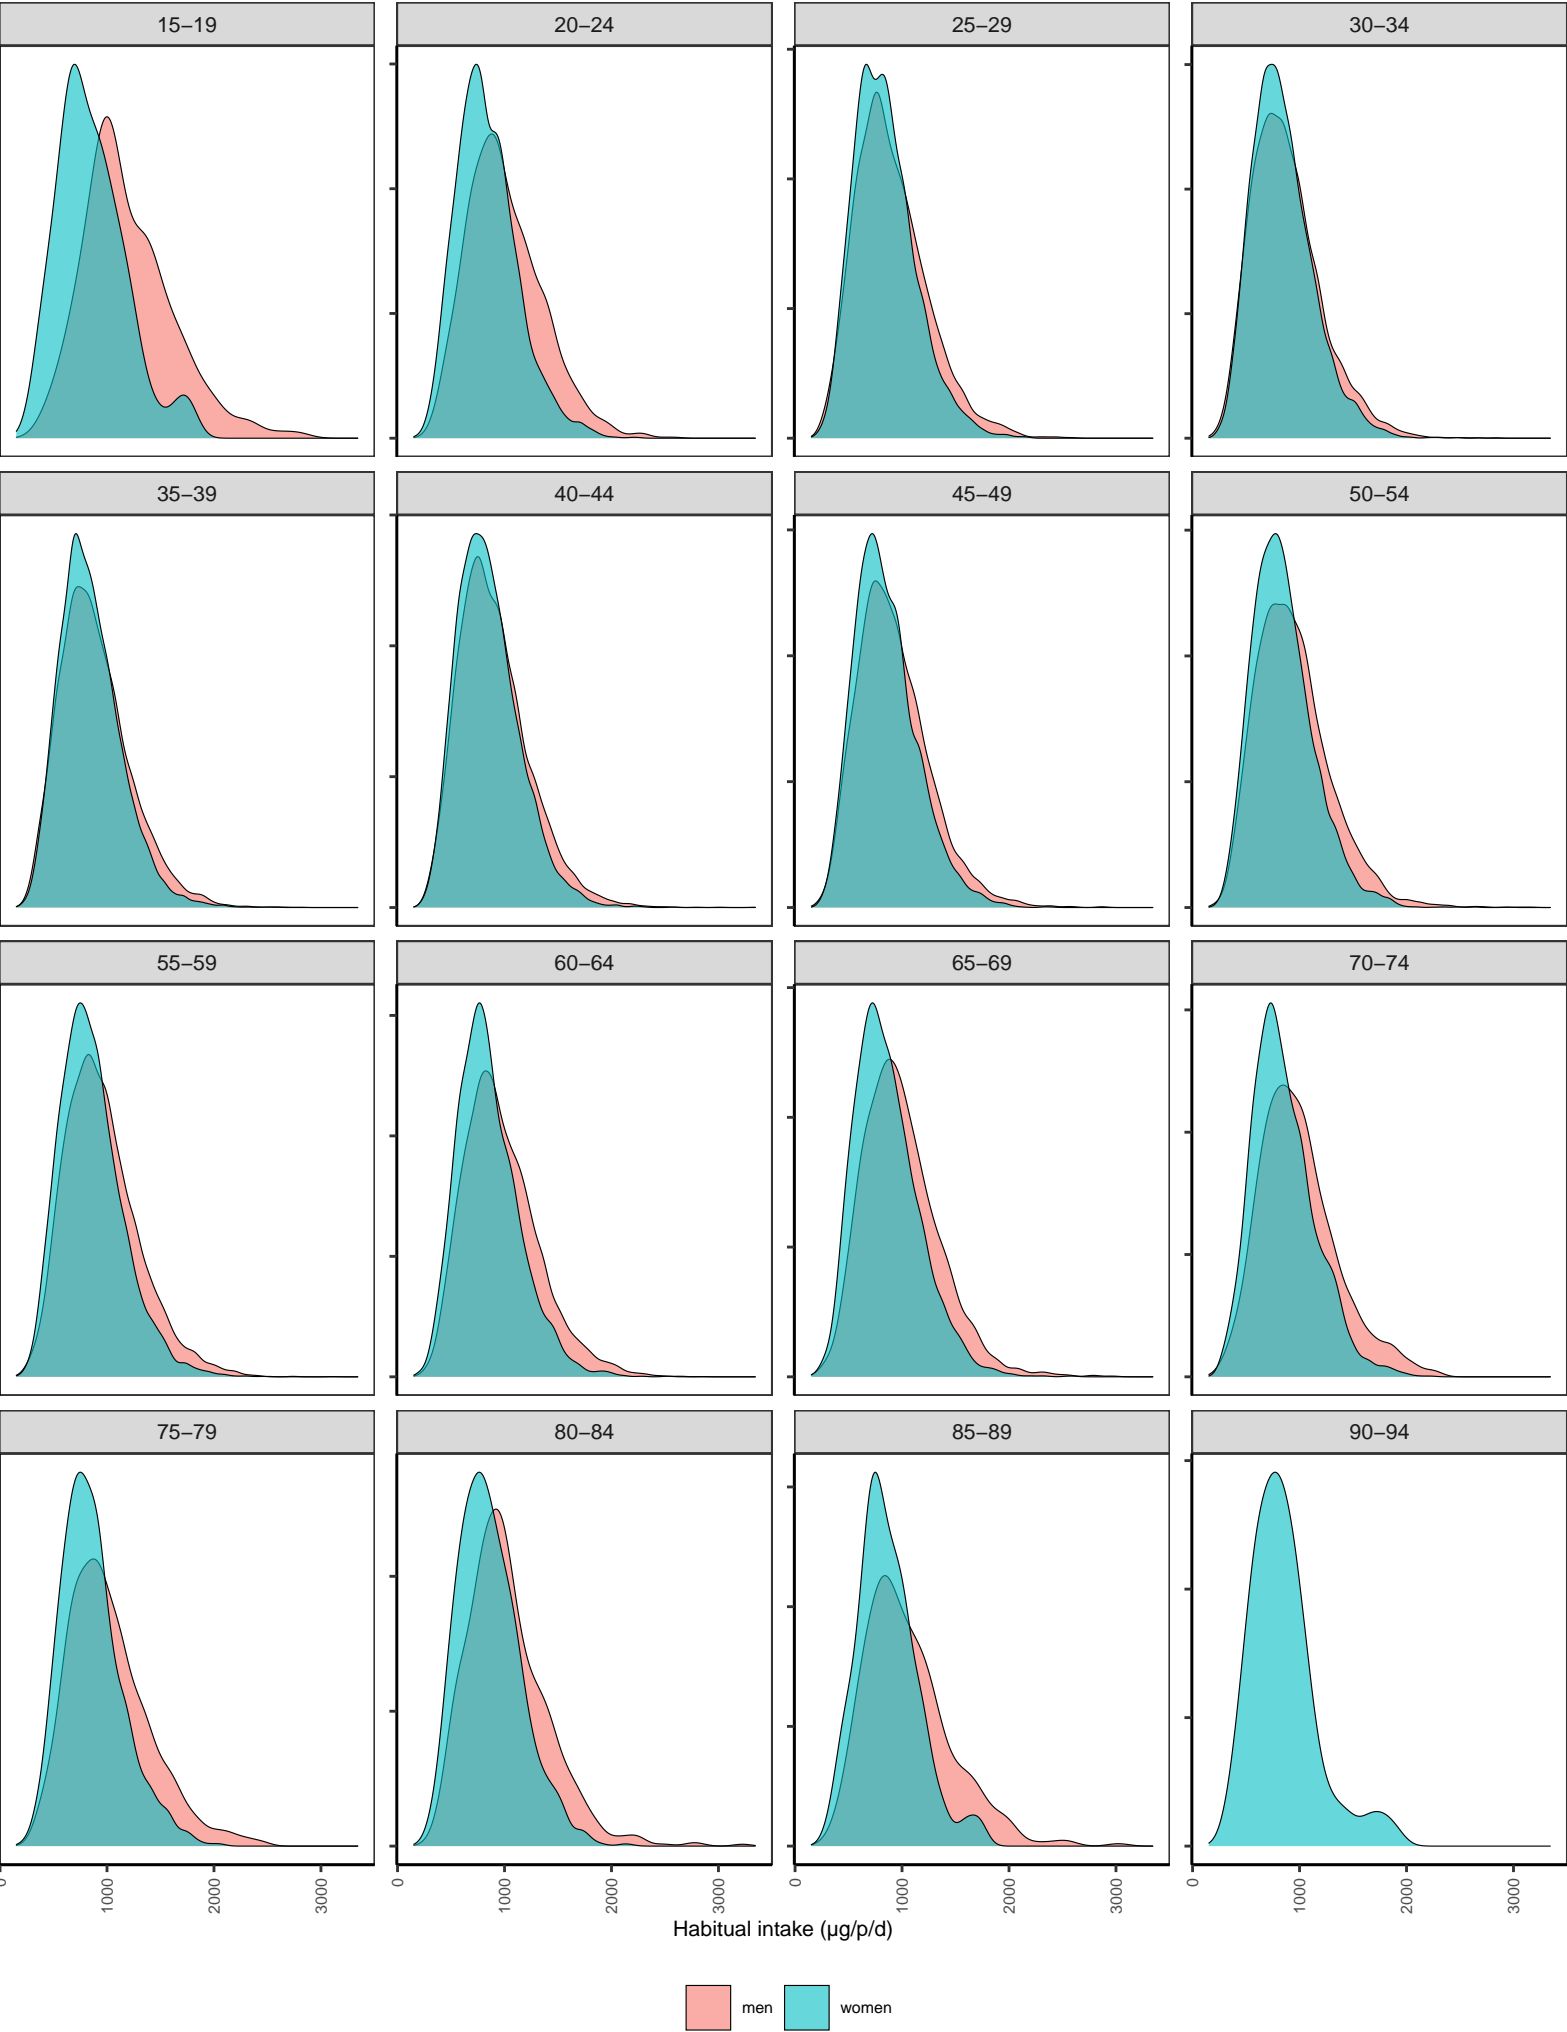 15–19 20–24 25–29 30–34
35–39 40–44 45–49 50–54
55–59 60–64 65–69 70–74
75–79 80–84 85–89 90–94
0 1000 2000 3000 0 1000 2000 3000 0 1000 2000 3000 0 1000 2000 3000
Habitual intake (µg/p/d)
men women